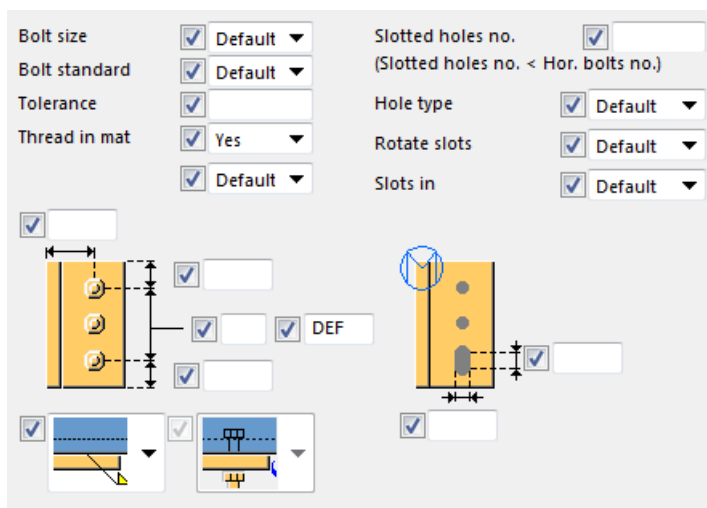 Bolt size Default
Slotted holes no.
(Slotted holes no. < Hor. bolts no.)
Bolt standard Default
Tolerance
Hole type Default
Thread in mat Yes
Rotate slots Default
Default
Slots in Default
DEF